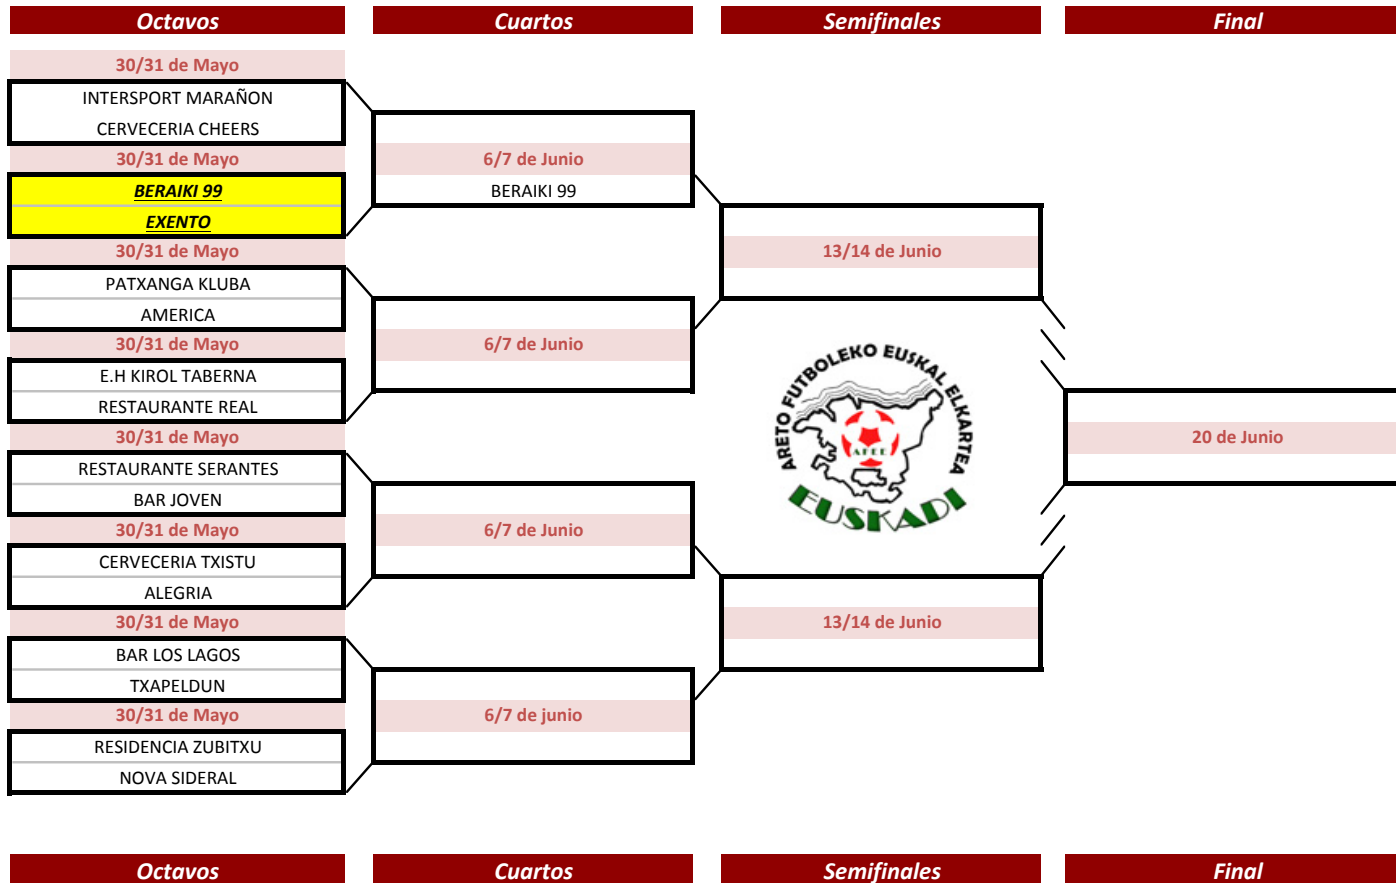 Octavos
Cuartos
Semifinales
Final
30/31 de Mayo
INTERSPORT MARAÑON
CERVECERIA CHEERS
30/31 de Mayo
6/7 de Junio
BERAIKI 99
BERAIKI 99
EXENTO
30/31 de Mayo
13/14 de Junio
PATXANGA KLUBA
AMERICA
30/31 de Mayo
6/7 de Junio
E.H KIROL TABERNA
RESTAURANTE REAL
ARETO FUTBOLEKO EUSKAL ELKARTEA
AFEE
EUSKADI
30/31 de Mayo
20 de Junio
RESTAURANTE SERANTES
BAR JOVEN
30/31 de Mayo
6/7 de Junio
CERVECERIA TXISTU
ALEGRIA
30/31 de Mayo
13/14 de Junio
BAR LOS LAGOS
TXAPELDUN
30/31 de Mayo
6/7 de junio
RESIDENCIA ZUBITXU
NOVA SIDERAL
Octavos
Cuartos
Semifinales
Final